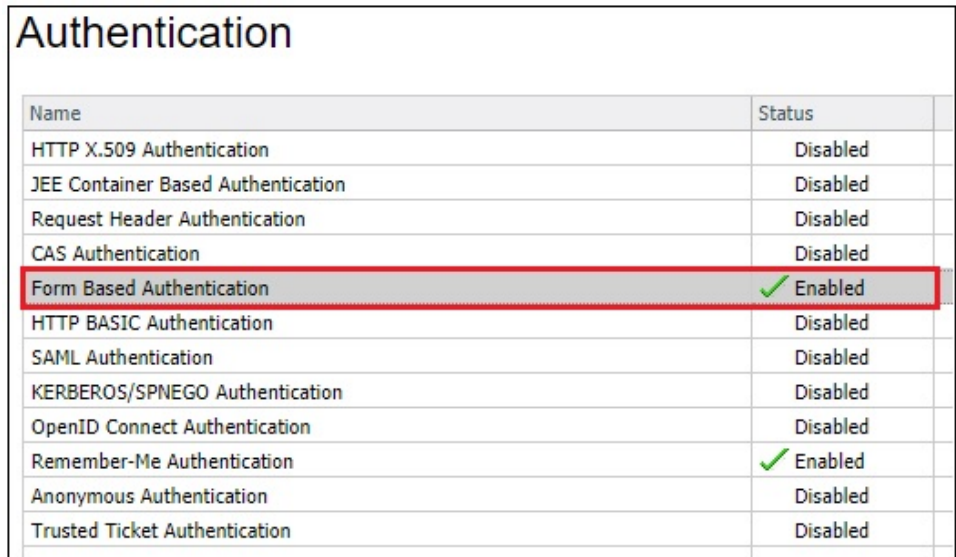 Authentication
Name Status
HTTP X.509 Authentication Disabled
JEE Container Based Authentication Disabled
Request Header Authentication Disabled
CAS Authentication Disabled
Form Based Authentication Enabled
HTTP BASIC Authentication Disabled
SAML Authentication Disabled
KERBEROS/SPNEGO Authentication Disabled
OpenID Connect Authentication Disabled
Remember-Me Authentication Enabled
Anonymous Authentication Disabled
Trusted Ticket Authentication Disabled